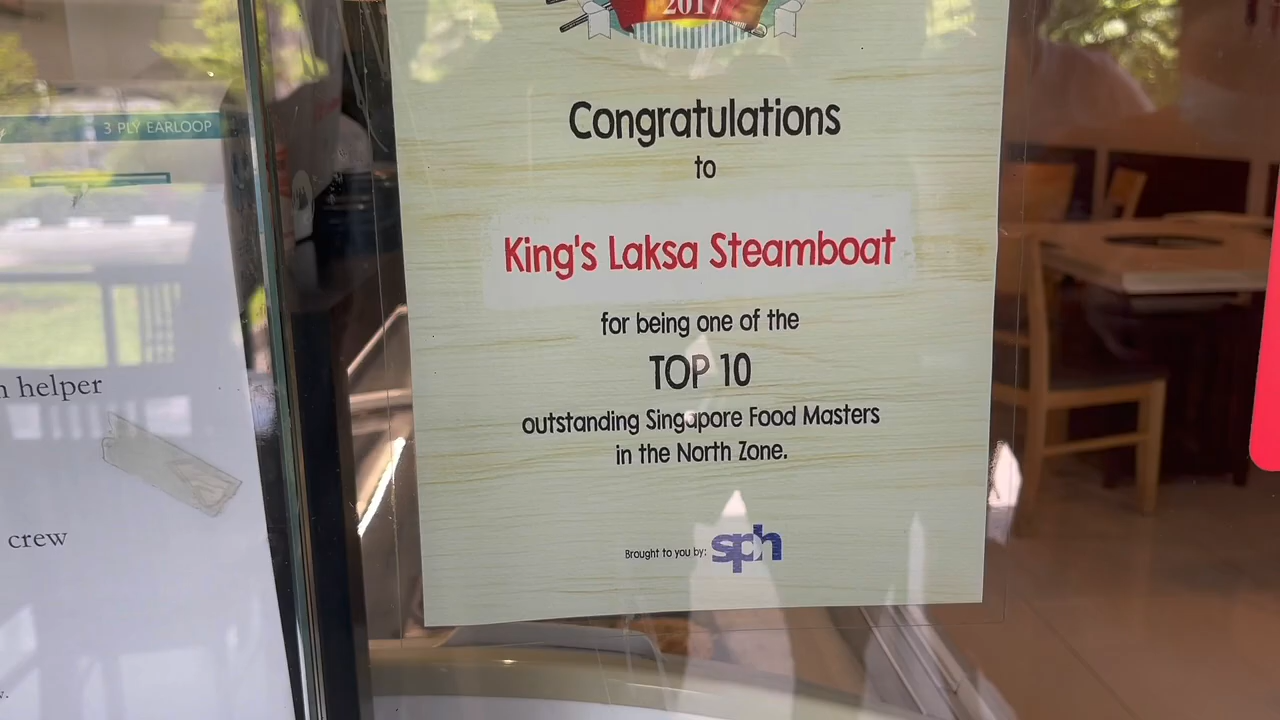 2017
Congratulations
to
King's Laksa Steamboat
for being one of the
TOP 10
outstanding Singapore Food Masters
in the North Zone.
Brought to you by: sph
3 PLY EARLOOP
helper
crew